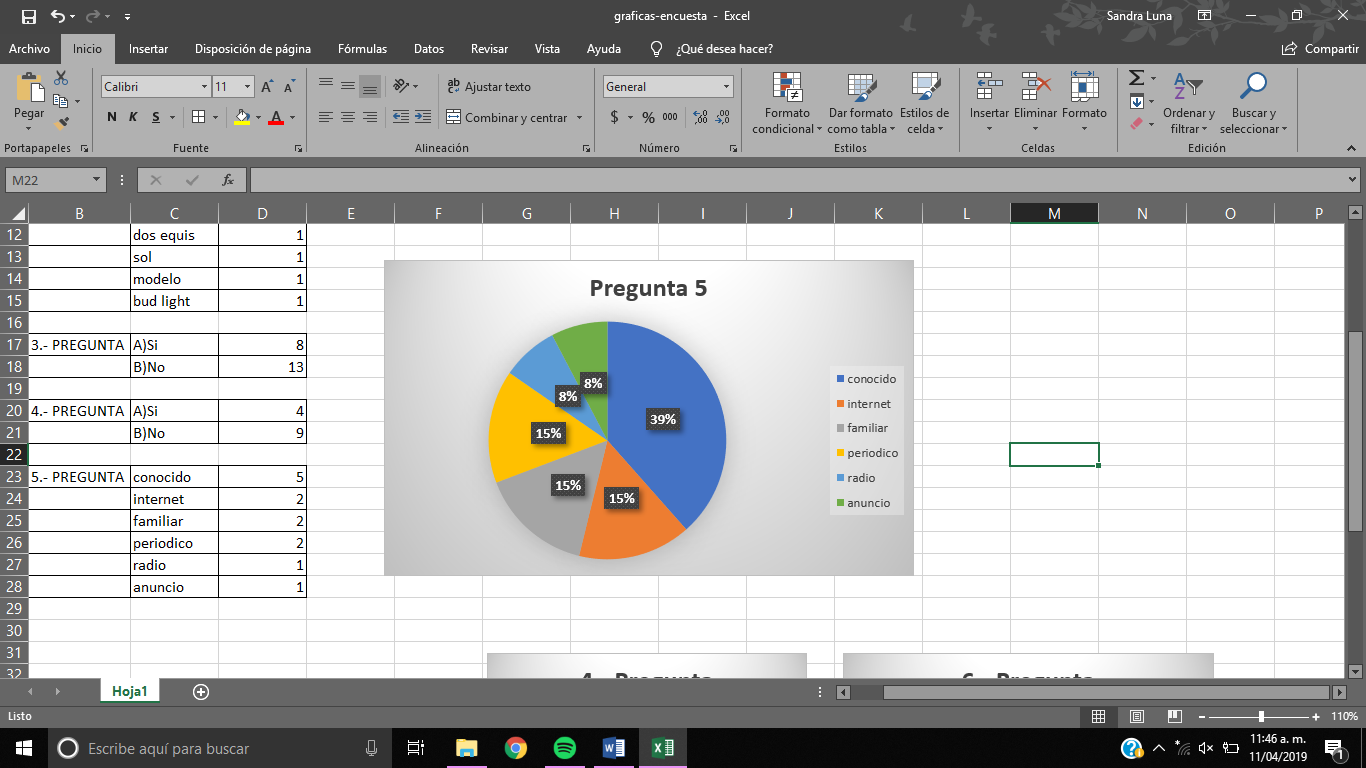 graficas-encuesta - Excel
Sandra Luna
Archivo Inicio Insertar Disposición de página Fórmulas Datos Revisar Vista Ayuda ¿Qué desea hacer? Compartir
Pegar
Calibri 11
N K S
Ajustar texto
Combinar y centrar
General
$ % 000
Formato condicional
Dar formato como tabla
Estilos de celda
Insertar Eliminar Formato
Ordenar y filtrar
Buscar y seleccionar
Portapapeles Fuente Alineación Número Estilos Celdas Edición
M22 fx
B C D E F G H I J K L M N O P
12 dos equis 1
13 sol 1
14 modelo 1
15 bud light 1
16
17 3.- PREGUNTA A)Si 8
18 B)No 13
19
20 4.- PREGUNTA A)Si 4
21 B)No 9
22
23 5.- PREGUNTA conocido 5
24 internet 2
25 familiar 2
26 periodico 2
27 radio 1
28 anuncio 1
29
30
31
32
Pregunta 5
8%
8%
39%
15%
15%
15%
conocido
internet
familiar
periodico
radio
anuncio
Hoja1
Listo
110%
Escribe aquí para buscar
11:46 a. m.
11/04/2019
1